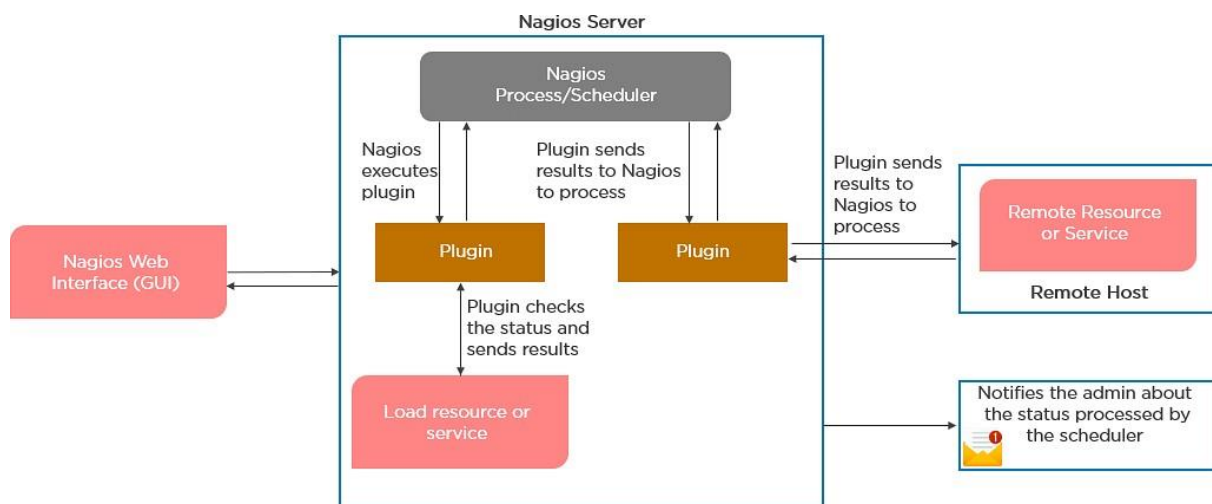 Nagios Server
Nagios
Process/Scheduler
Nagios
executes
plugin
Plugin sends
results to Nagios
to process
Plugin sends
results to
Nagios to
process
Remote Resource
or Service
Remote Host
Nagios Web
Interface (GUI)
Plugin
Plugin
Plugin checks
the status and
sends results
Load resource or
service
Notifies the admin about
the status processed by
the scheduler
1